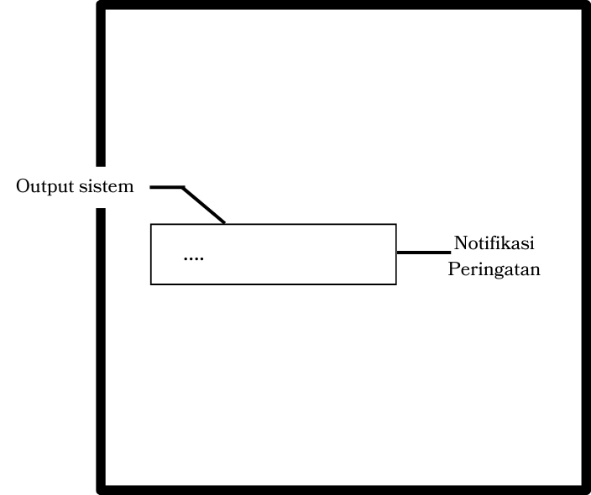 Output sistem
....
Notifikasi
Peringatan